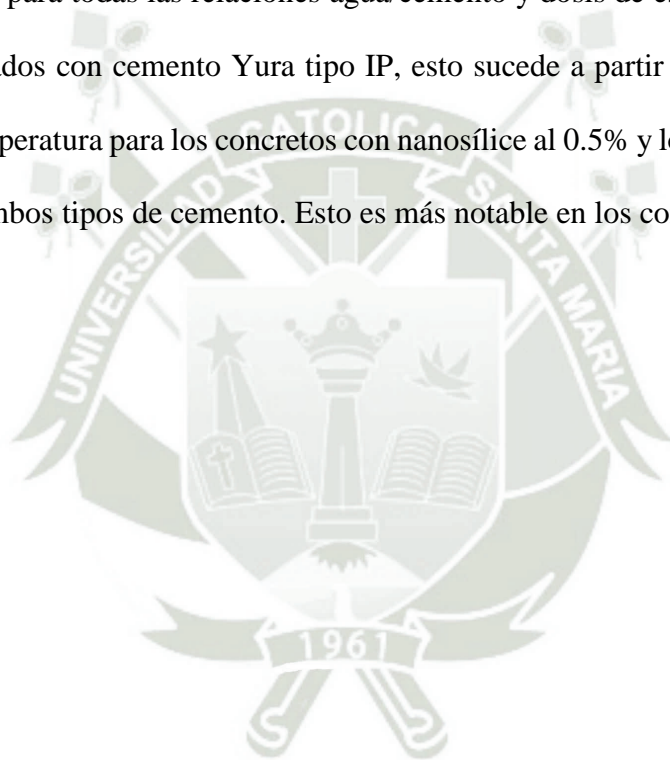 para todas las relaciones agua/cemento y dosis de
ados con cemento Yura tipo IP, esto sucede a partir
peratura para los concretos con nanosílice al 0.5% y
mbos tipos de cemento. Esto es más notable en los
UNIVERSIDAD CATOLICA SANTA MARIA
1961